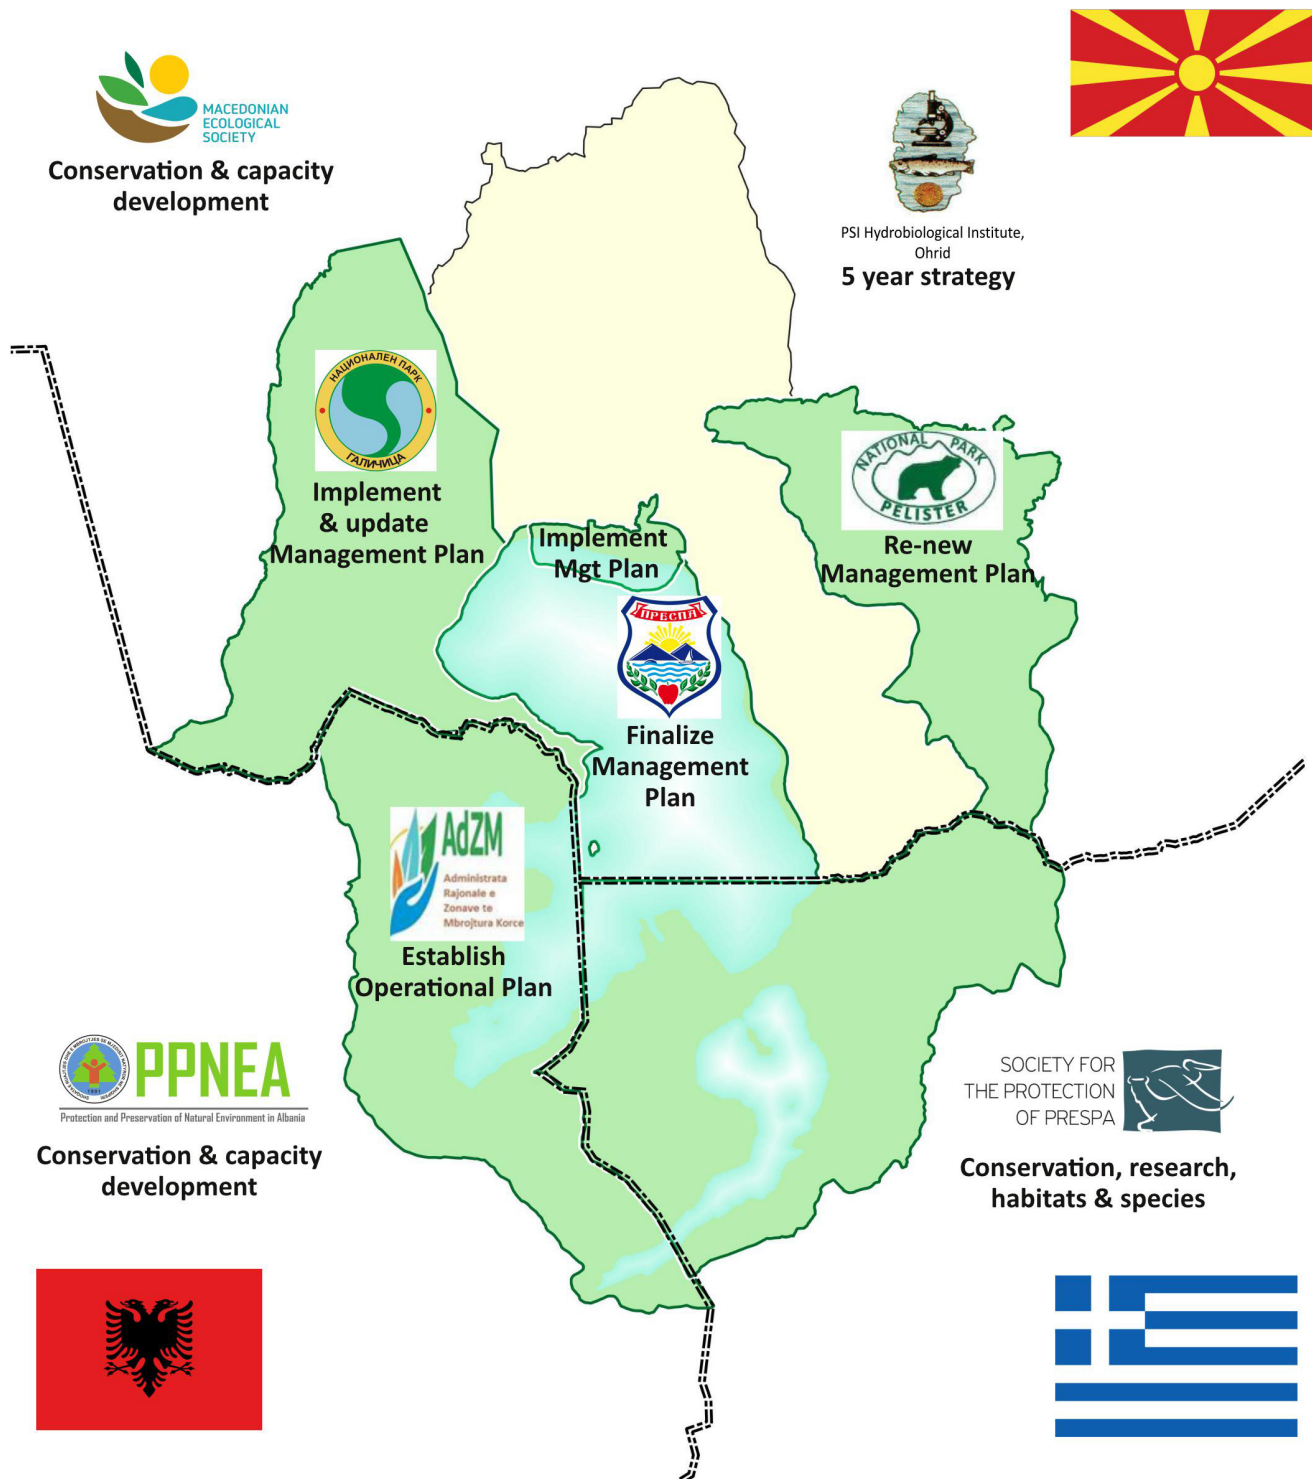 MACEDONIAN
ECOLOGICAL
SOCIETY
Conservation & capacity
development
PSI Hydrobiological Institute,
Ohrid
5 year strategy
НАЦИОНАЛЕН ПАРК
ГАЛИЧИЦА
Implement
& update
Management Plan
NATIONAL PARK
PELISTER
Re-new
Management Plan
Implement
Mgt Plan
ПРЕСПА
Finalize
Management
Plan
AdZM
Administrata
Rajonale e
Zonave te
Mbrojtura Korce
Establish
Operational Plan
PPNEA
1991
Protection and Preservation of Natural Environment in Albania
Conservation & capacity
development
SOCIETY FOR
THE PROTECTION
OF PRESPA
Conservation, research,
habitats & species